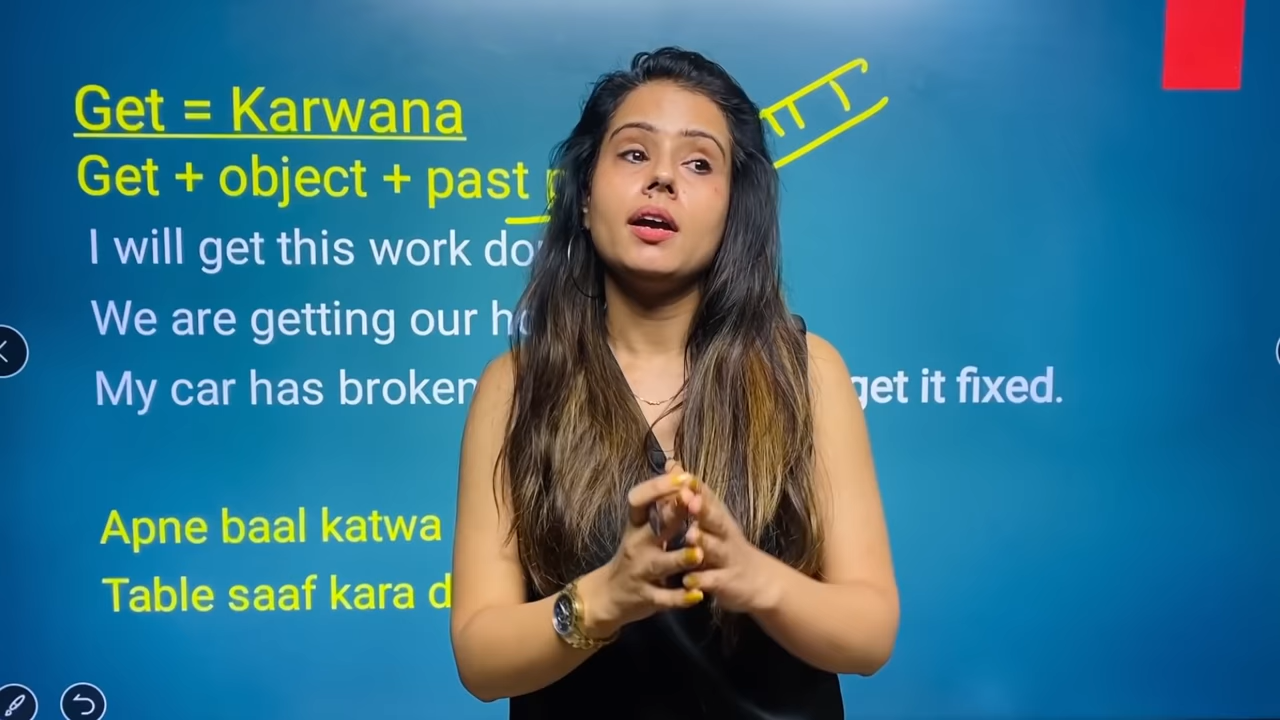 Get = Karwana
Get + object + past
I will get this work
We are getting our
My car has broken get it fixed.
Apne baal katwa
Table saaf kara